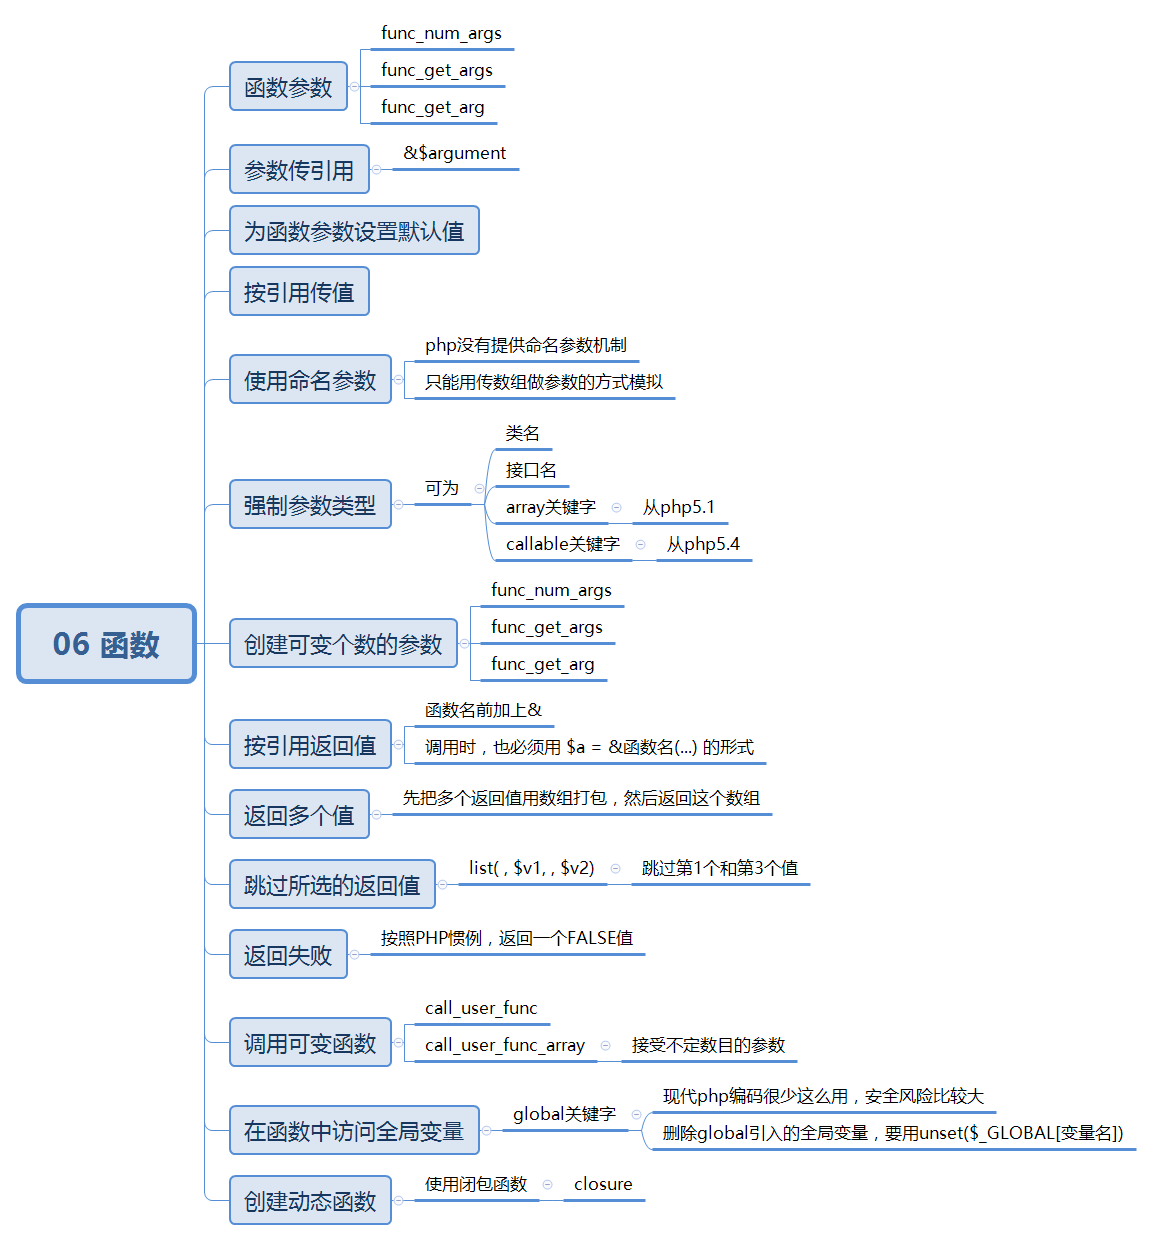 06 函数
函数参数
func_num_args
func_get_args
func_get_arg
参数传引用
&$argument
为函数参数设置默认值
按引用传值
使用命名参数
php没有提供命名参数机制
只能用传数组做参数的方式模拟
强制参数类型
可为
类名
接口名
array关键字
从php5.1
callable关键字
从php5.4
创建可变个数的参数
func_num_args
func_get_args
func_get_arg
按引用返回值
函数名前加上&
调用时，也必须用 $a = &函数名(...) 的形式
返回多个值
先把多个返回值用数组打包，然后返回这个数组
跳过所选的返回值
list( , $v1, , $v2)
跳过第1个和第3个值
返回失败
按照PHP惯例，返回一个FALSE值
调用可变函数
call_user_func
call_user_func_array
接受不定数目的参数
在函数中访问全局变量
global关键字
现代php编码很少这么用，安全风险比较大
删除global引入的全局变量，要用unset($_GLOBAL[变量名])
创建动态函数
使用闭包函数
closure